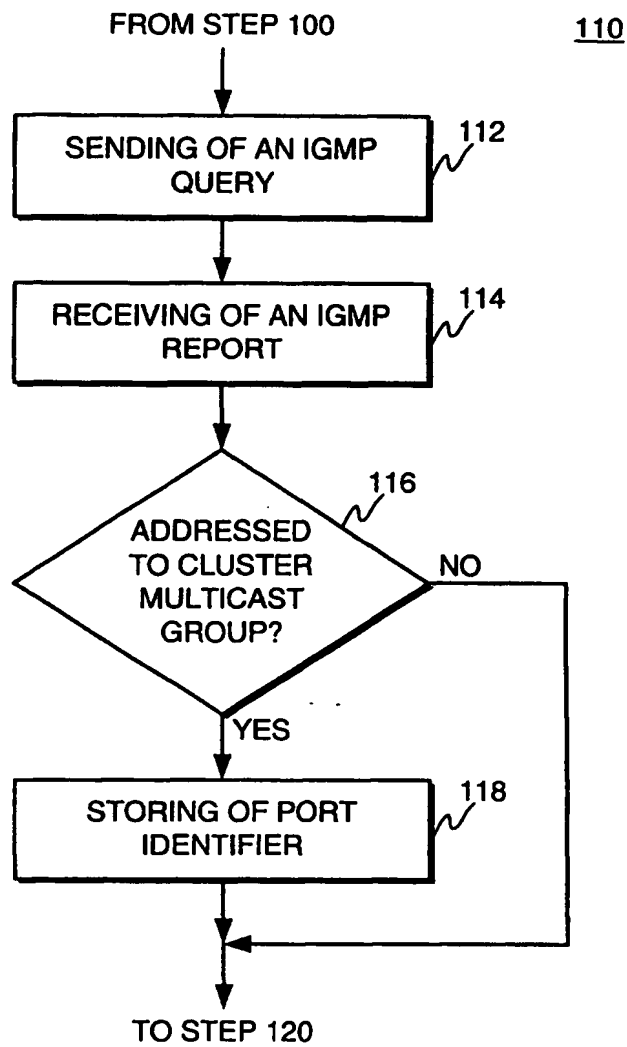 FROM STEP 100
110
SENDING OF AN IGMP
QUERY
112
RECEIVING OF AN IGMP
REPORT
114
116
ADDRESSED
TO CLUSTER
MULTICAST
GROUP?
NO
YES
STORING OF PORT
IDENTIFIER
118
TO STEP 120